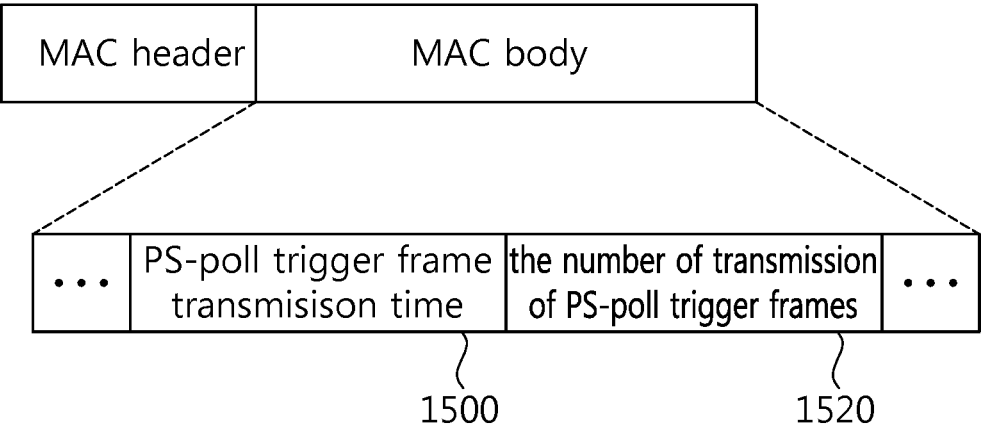 MAC header MAC body
... PS-poll trigger frame the number of transmission ...
transmisison time of PS-poll trigger frames
1500 1520